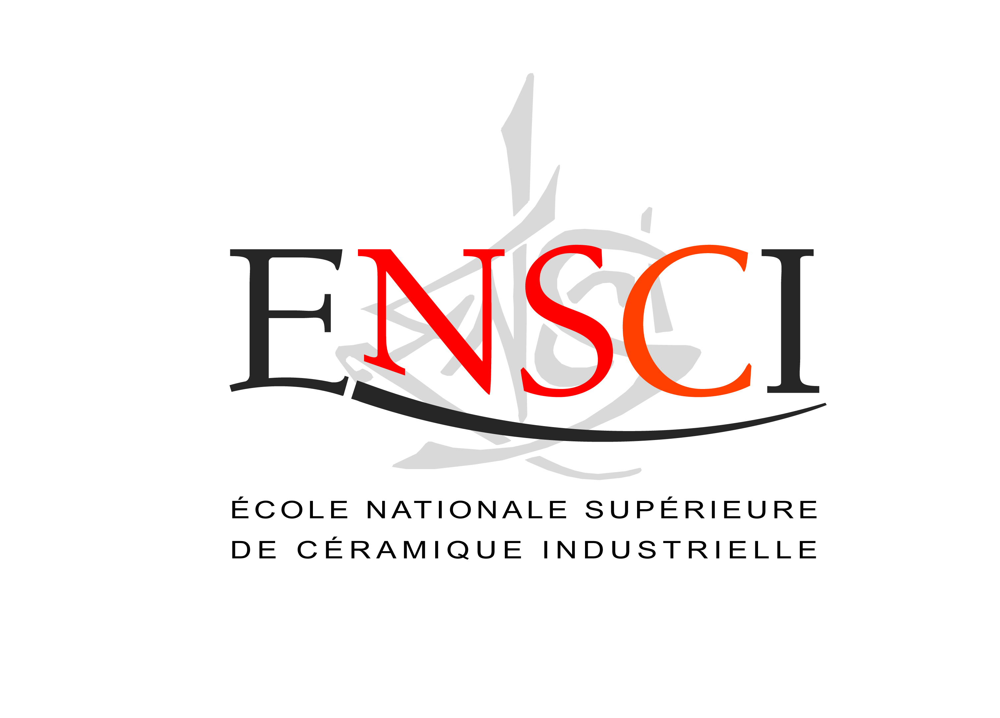 ENSCI
ÉCOLE NATIONALE SUPÉRIEURE
DE CÉRAMIQUE INDUSTRIELLE